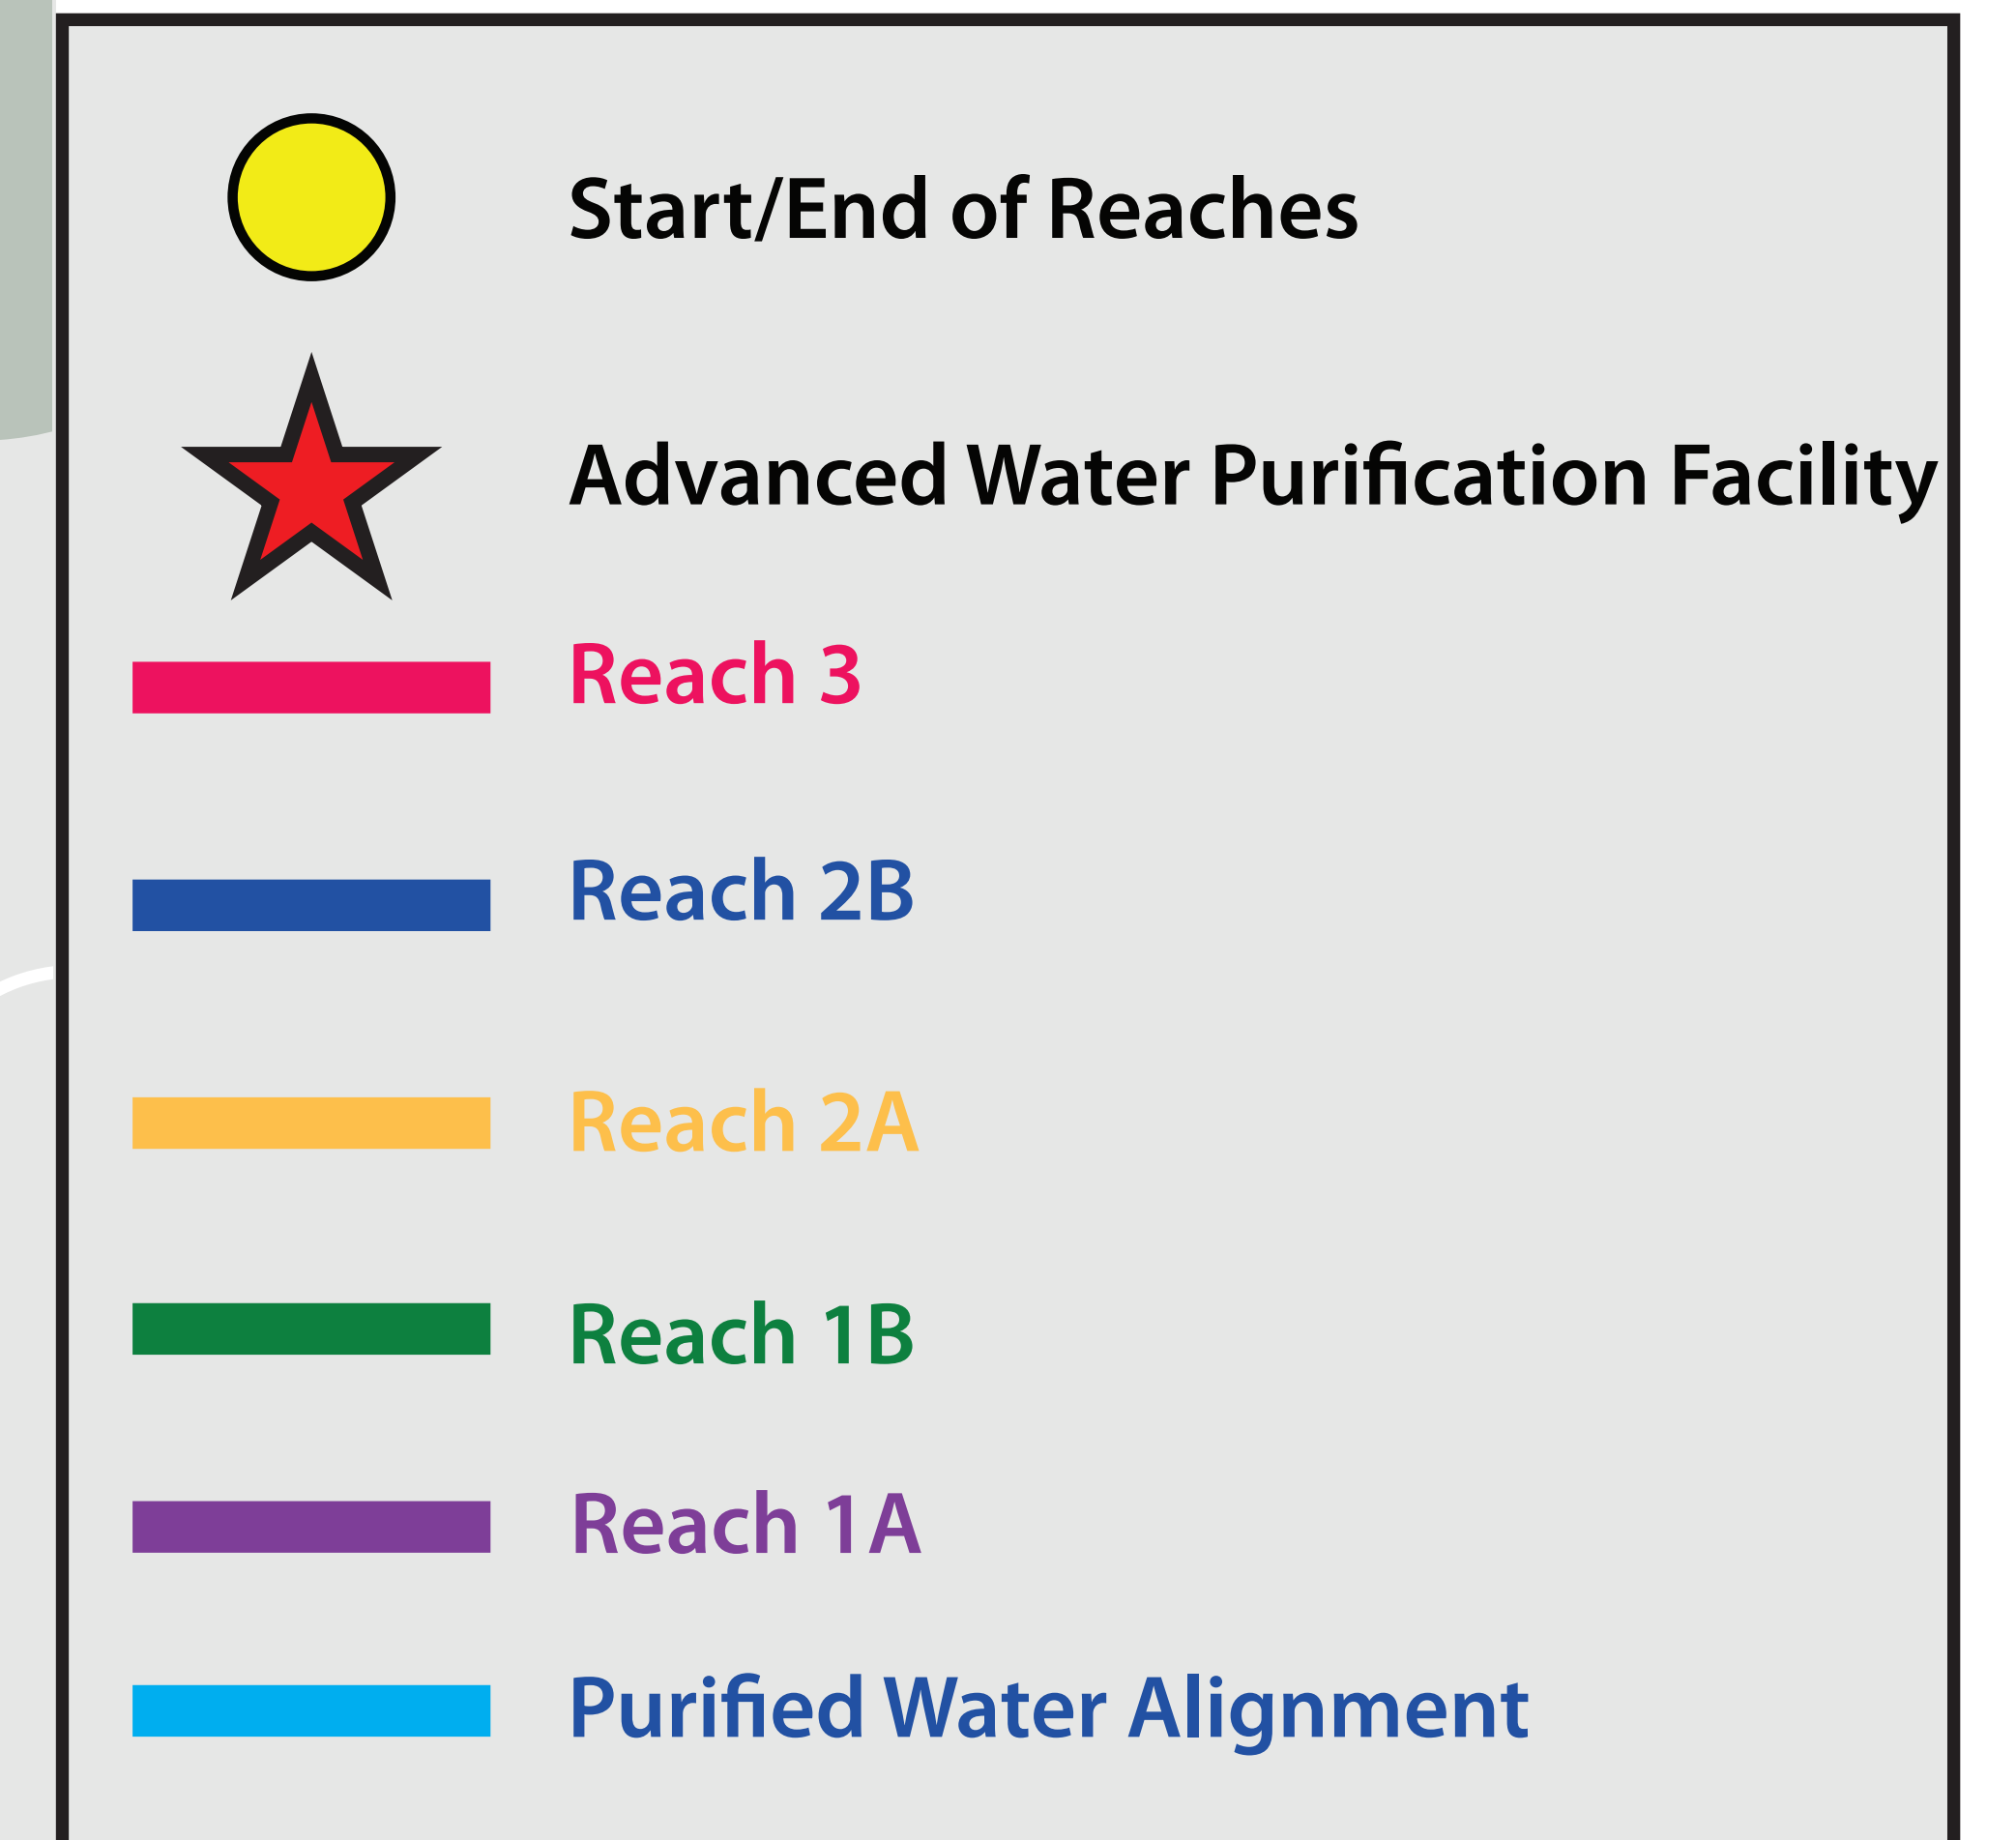 Start/End of Reaches
Advanced Water Purification Facility
Reach 3
Reach 2B
Reach 2A
Reach 1B
Reach 1A
Purified Water Alignment